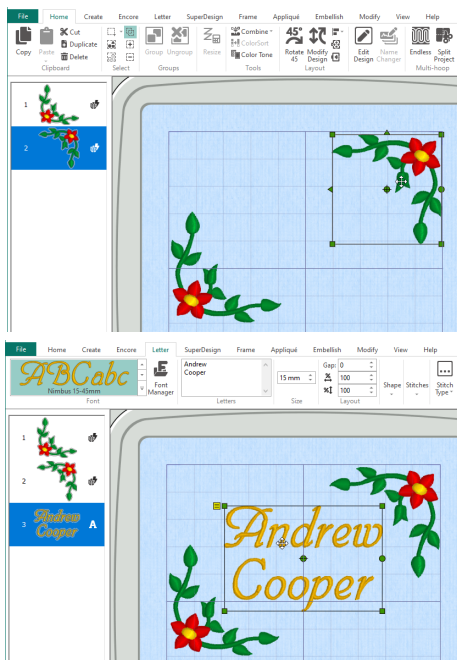 File Home Create Encore Letter SuperDesign Frame Appliqué Embellish Modify View Help
Copy Paste Cut Duplicate Delete
Clipboard
Select
Group Ungroup
Groups
Resize
Combine
ColorSort
Color Tone
Tools
Rotate 45
45°
Modify Design
Layout
Edit Design
Name Changer
Endless
Split Project
Multi-hoop
1
2
File Home Create Encore Letter SuperDesign Frame Appliqué Embellish Modify View Help
ABCabc
Nimbus 15-45mm
Font
Font Manager
Andrew
Cooper
Letters
15 mm
Size
Gap: 0
100
100
Layout
Shape
Stitches
Stitch Type
1
2
3 Andrew Cooper A
Andrew
Cooper